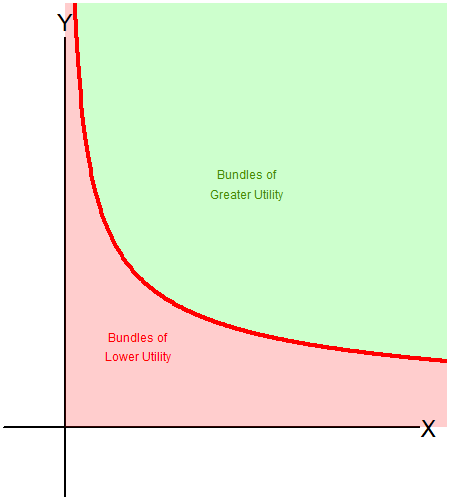 Y
Bundles of
Greater Utility
Bundles of
Lower Utility
X